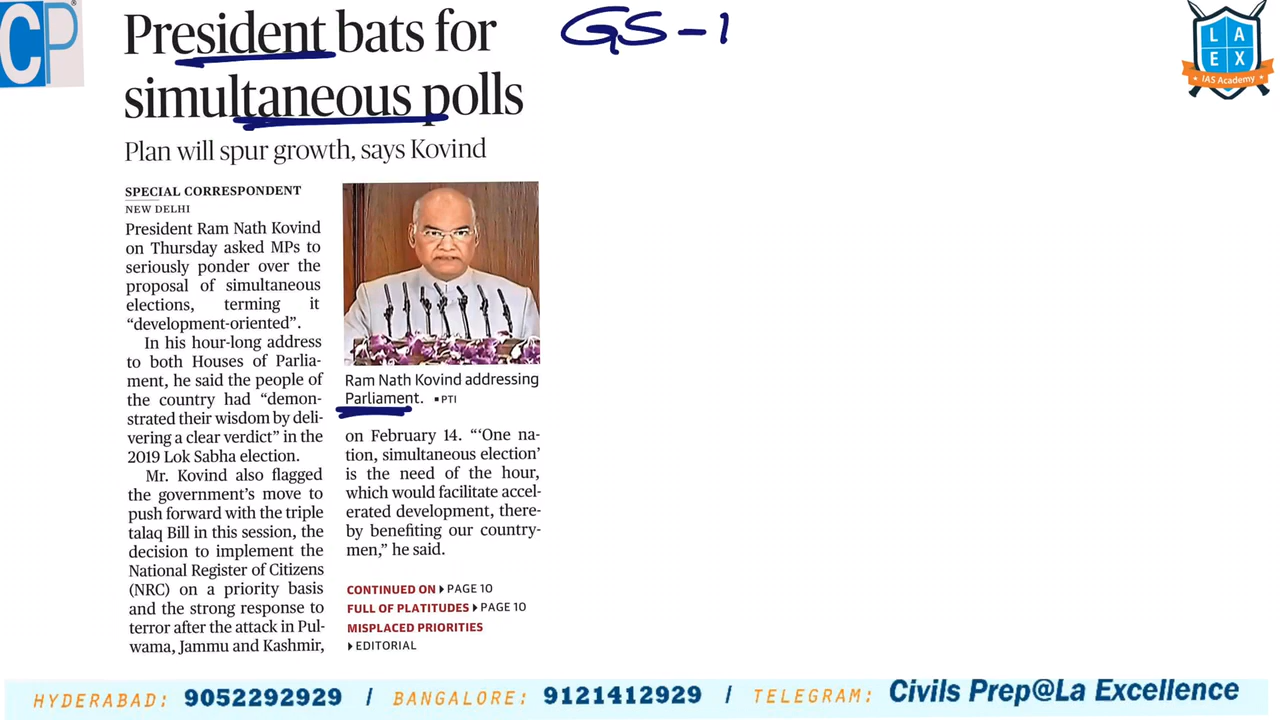 CP
President bats for
simultaneous polls
GS-1
LAEX
IAS Academy
Plan will spur growth, says Kovind
SPECIAL CORRESPONDENT
NEW DELHI
President Ram Nath Kovind
on Thursday asked MPs to
seriously ponder over the
proposal of simultaneous
elections, terming it
“development-oriented”.
In his hour-long address
to both Houses of Parlia-
ment, he said the people of
the country had “demon-
strated their wisdom by deli-
vering a clear verdict” in the
2019 Lok Sabha election.
Mr. Kovind also flagged
the government’s move to
push forward with the triple
talaq Bill in this session, the
decision to implement the
National Register of Citizens
(NRC) on a priority basis
and the strong response to
terror after the attack in Pul-
wama, Jammu and Kashmir,
Ram Nath Kovind addressing
Parliament. ▪PTI
on February 14. “‘One na-
tion, simultaneous election’
is the need of the hour,
which would facilitate accel-
erated development, there-
by benefiting our country-
men,” he said.
CONTINUED ON ▸ PAGE 10
FULL OF PLATITUDES ▸ PAGE 10
MISPLACED PRIORITIES
▸ EDITORIAL
HYDERABAD: 9052292929 / BANGALORE: 9121412929 / TELEGRAM: Civils Prep@La Excellence